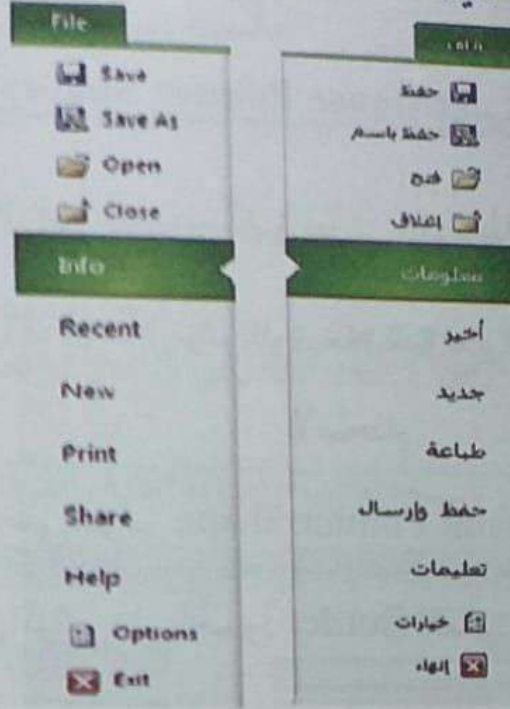 File
Save
Save As
Open
Close
Info
Recent
New
Print
Share
Help
Options
Exit
ملف
حفظ
حفظ باسم
فتح
إغلاق
معلومات
أخير
جديد
طباعة
حفظ وإرسال
تعليمات
خيارات
إنهاء